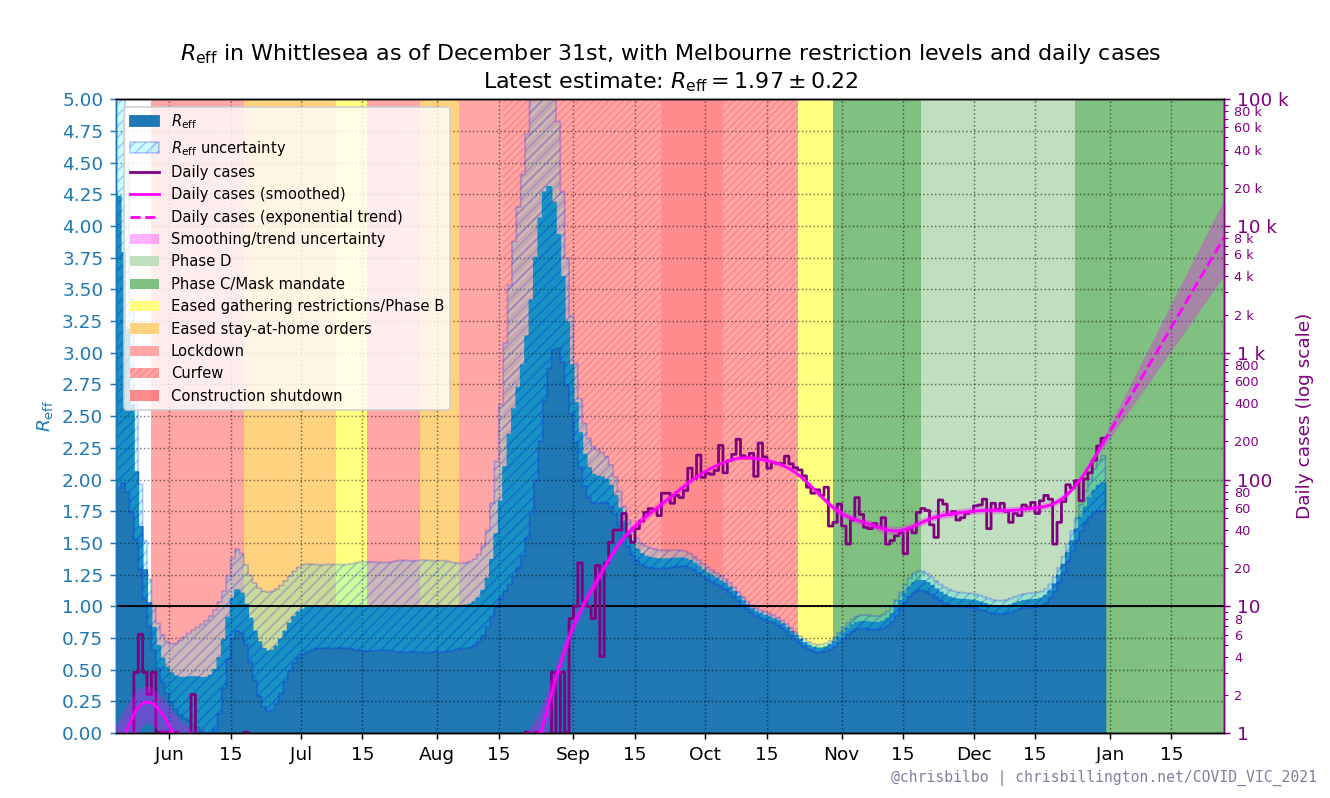 R_eff in Whittlesea as of December 31st, with Melbourne restriction levels and daily cases
Latest estimate: R_eff = 1.97 ± 0.22
R_eff
5.00
4.75
4.50
4.25
4.00
3.75
3.50
3.25
3.00
2.75
2.50
2.25
2.00
1.75
1.50
1.25
1.00
0.75
0.50
0.25
0.00
R_eff
R_eff uncertainty
Daily cases
Daily cases (smoothed)
Daily cases (exponential trend)
Smoothing/trend uncertainty
Phase D
Phase C/Mask mandate
Eased gathering restrictions/Phase B
Eased stay-at-home orders
Lockdown
Curfew
Construction shutdown
100 k
80 k
60 k
40 k
20 k
10 k
8 k
6 k
4 k
2 k
1 k
800
600
400
200
100
80
60
40
20
10
8
6
4
2
1
Daily cases (log scale)
Jun 15 Jul 15 Aug 15 Sep 15 Oct 15 Nov 15 Dec 15 Jan 15
@chrisbilbo | chrisbillington.net/COVID_VIC_2021